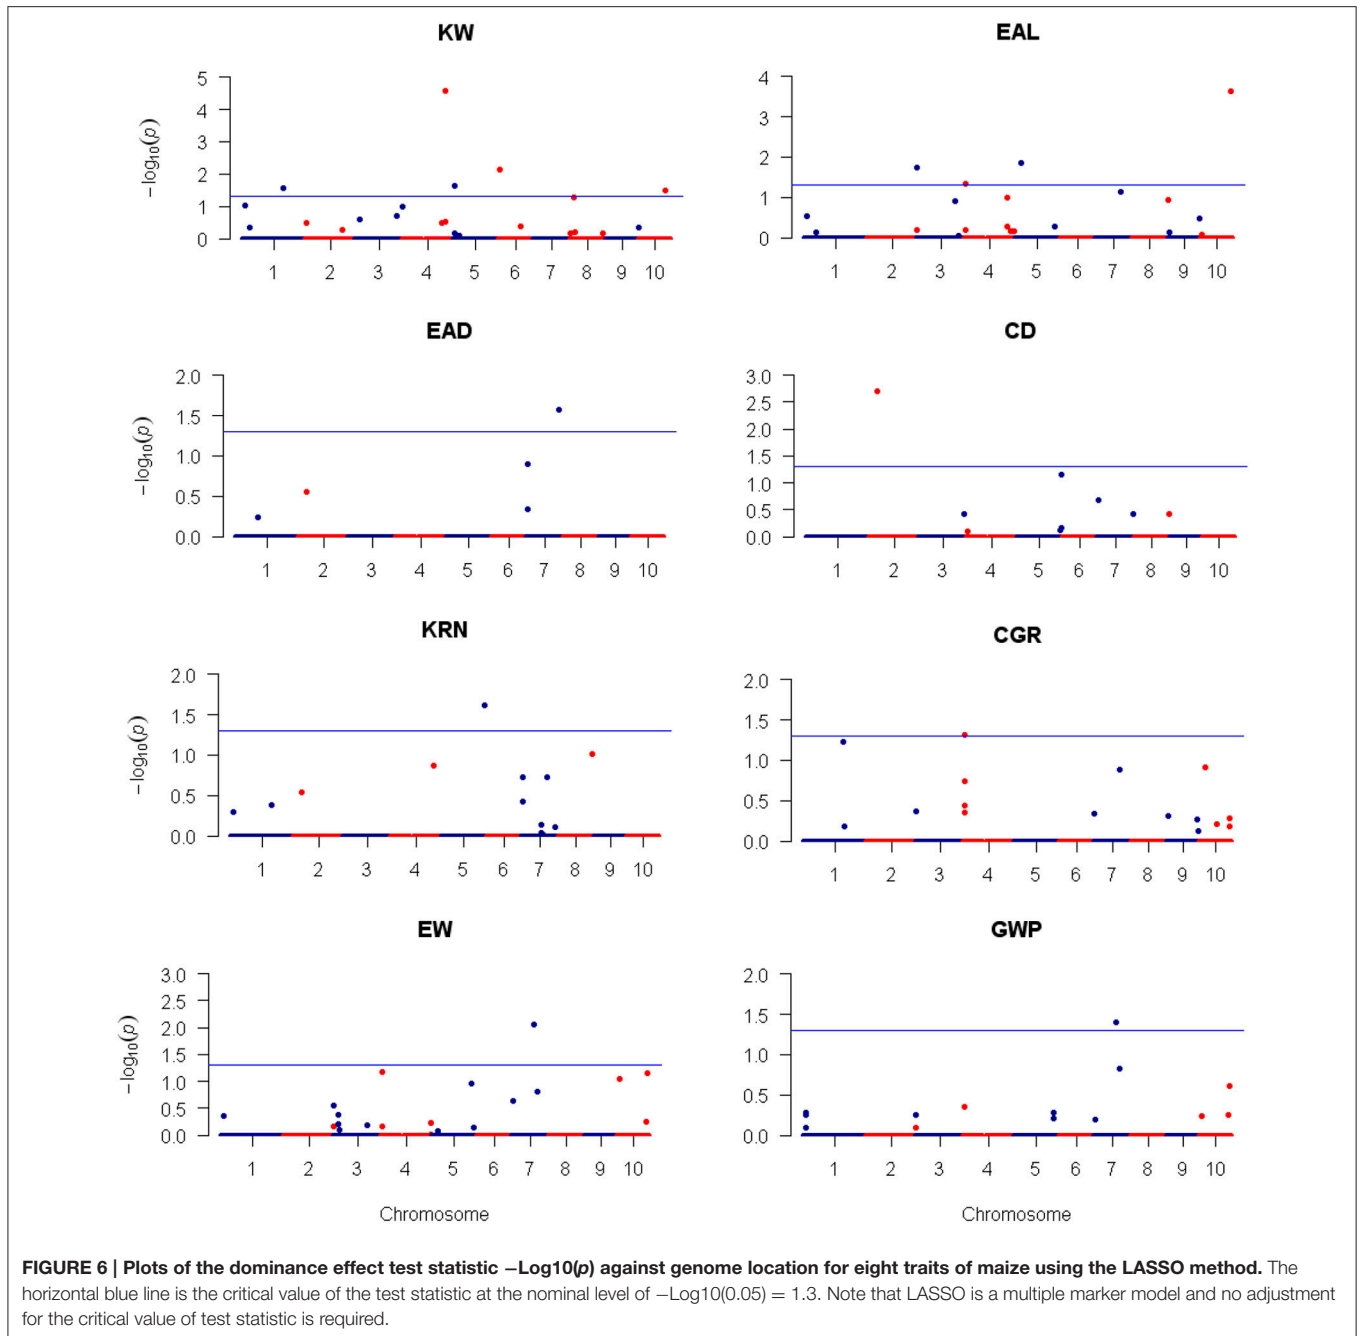 KW
EAL
5
4
3
2
1
0
−log10(p)
1 2 3 4 5 6 7 8 9 10
4
3
2
1
0
1 2 3 4 5 6 7 8 9 10
EAD
CD
2.0
1.5
1.0
0.5
0.0
−log10(p)
1 2 3 4 5 6 7 8 9 10
3.0
2.5
2.0
1.5
1.0
0.5
0.0
1 2 3 4 5 6 7 8 9 10
KRN
CGR
2.0
1.5
1.0
0.5
0.0
−log10(p)
1 2 3 4 5 6 7 8 9 10
2.0
1.5
1.0
0.5
0.0
1 2 3 4 5 6 7 8 9 10
EW
GWP
3.0
2.5
2.0
1.5
1.0
0.5
0.0
−log10(p)
1 2 3 4 5 6 7 8 9 10
Chromosome
2.0
1.5
1.0
0.5
0.0
1 2 3 4 5 6 7 8 9 10
Chromosome
FIGURE 6 | Plots of the dominance effect test statistic −Log10(p) against genome location for eight traits of maize using the LASSO method. The
horizontal blue line is the critical value of the test statistic at the nominal level of −Log10(0.05) = 1.3. Note that LASSO is a multiple marker model and no adjustment
for the critical value of test statistic is required.